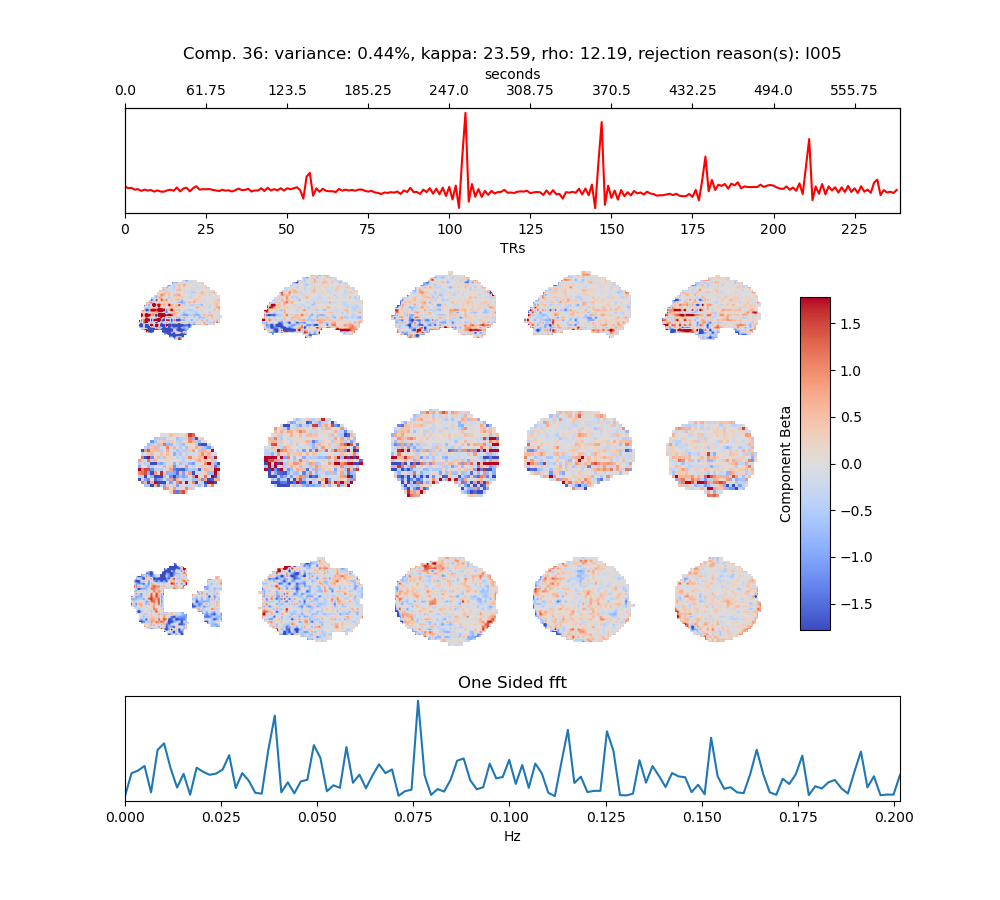 Comp. 36: variance: 0.44%, kappa: 23.59, rho: 12.19, rejection reason(s): I005
seconds
0.0 61.75 123.5 185.25 247.0 308.75 370.5 432.25 494.0 555.75
0 25 50 75 100 125 150 175 200 225
TRs
1.5
1.0
0.5
0.0
−0.5
−1.0
−1.5
Component Beta
One Sided fft
0.000 0.025 0.050 0.075 0.100 0.125 0.150 0.175 0.200
Hz